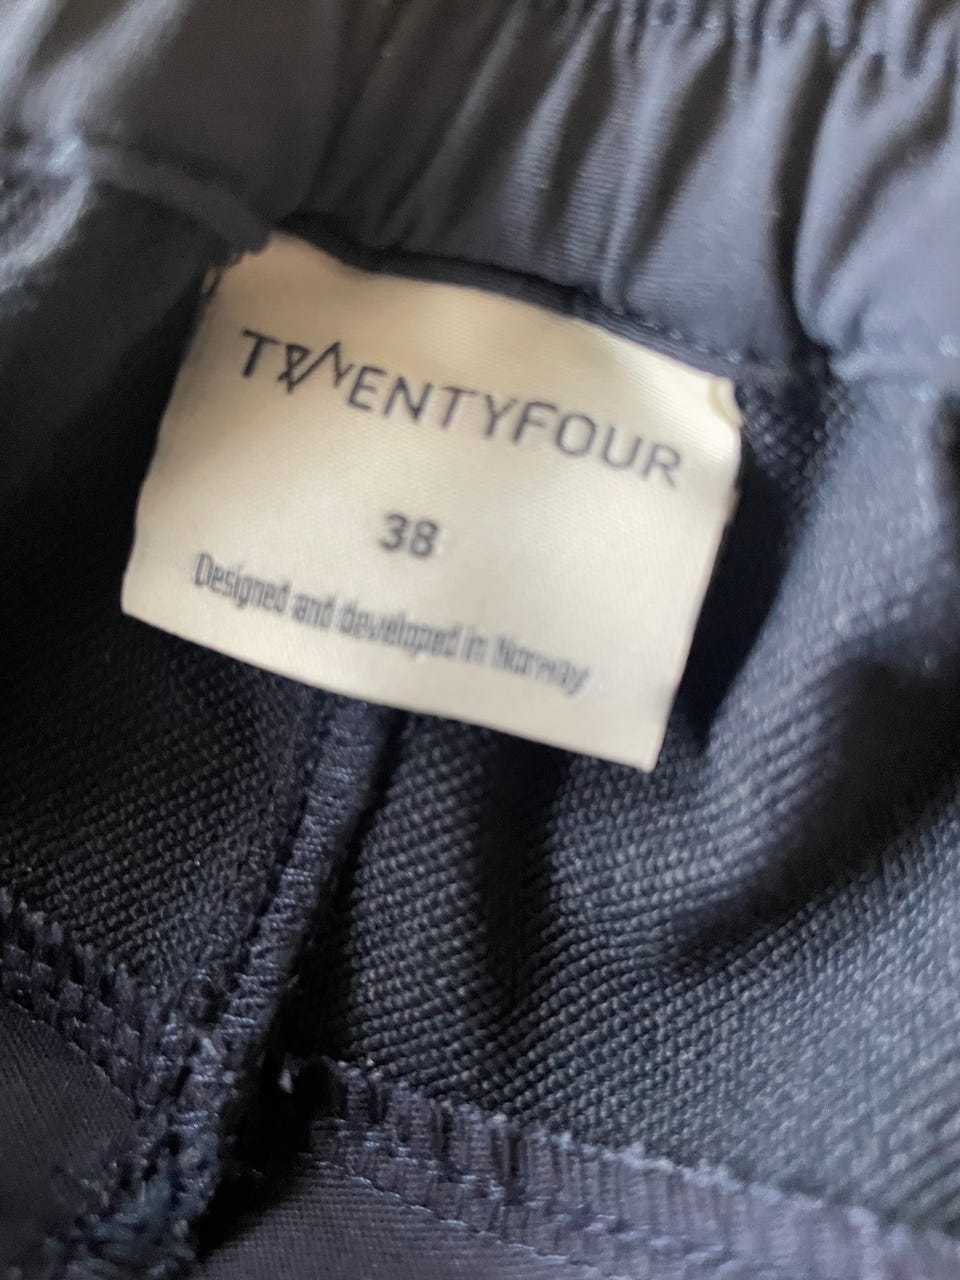 TWENTYFOUR
38
Designed and developed in Norway